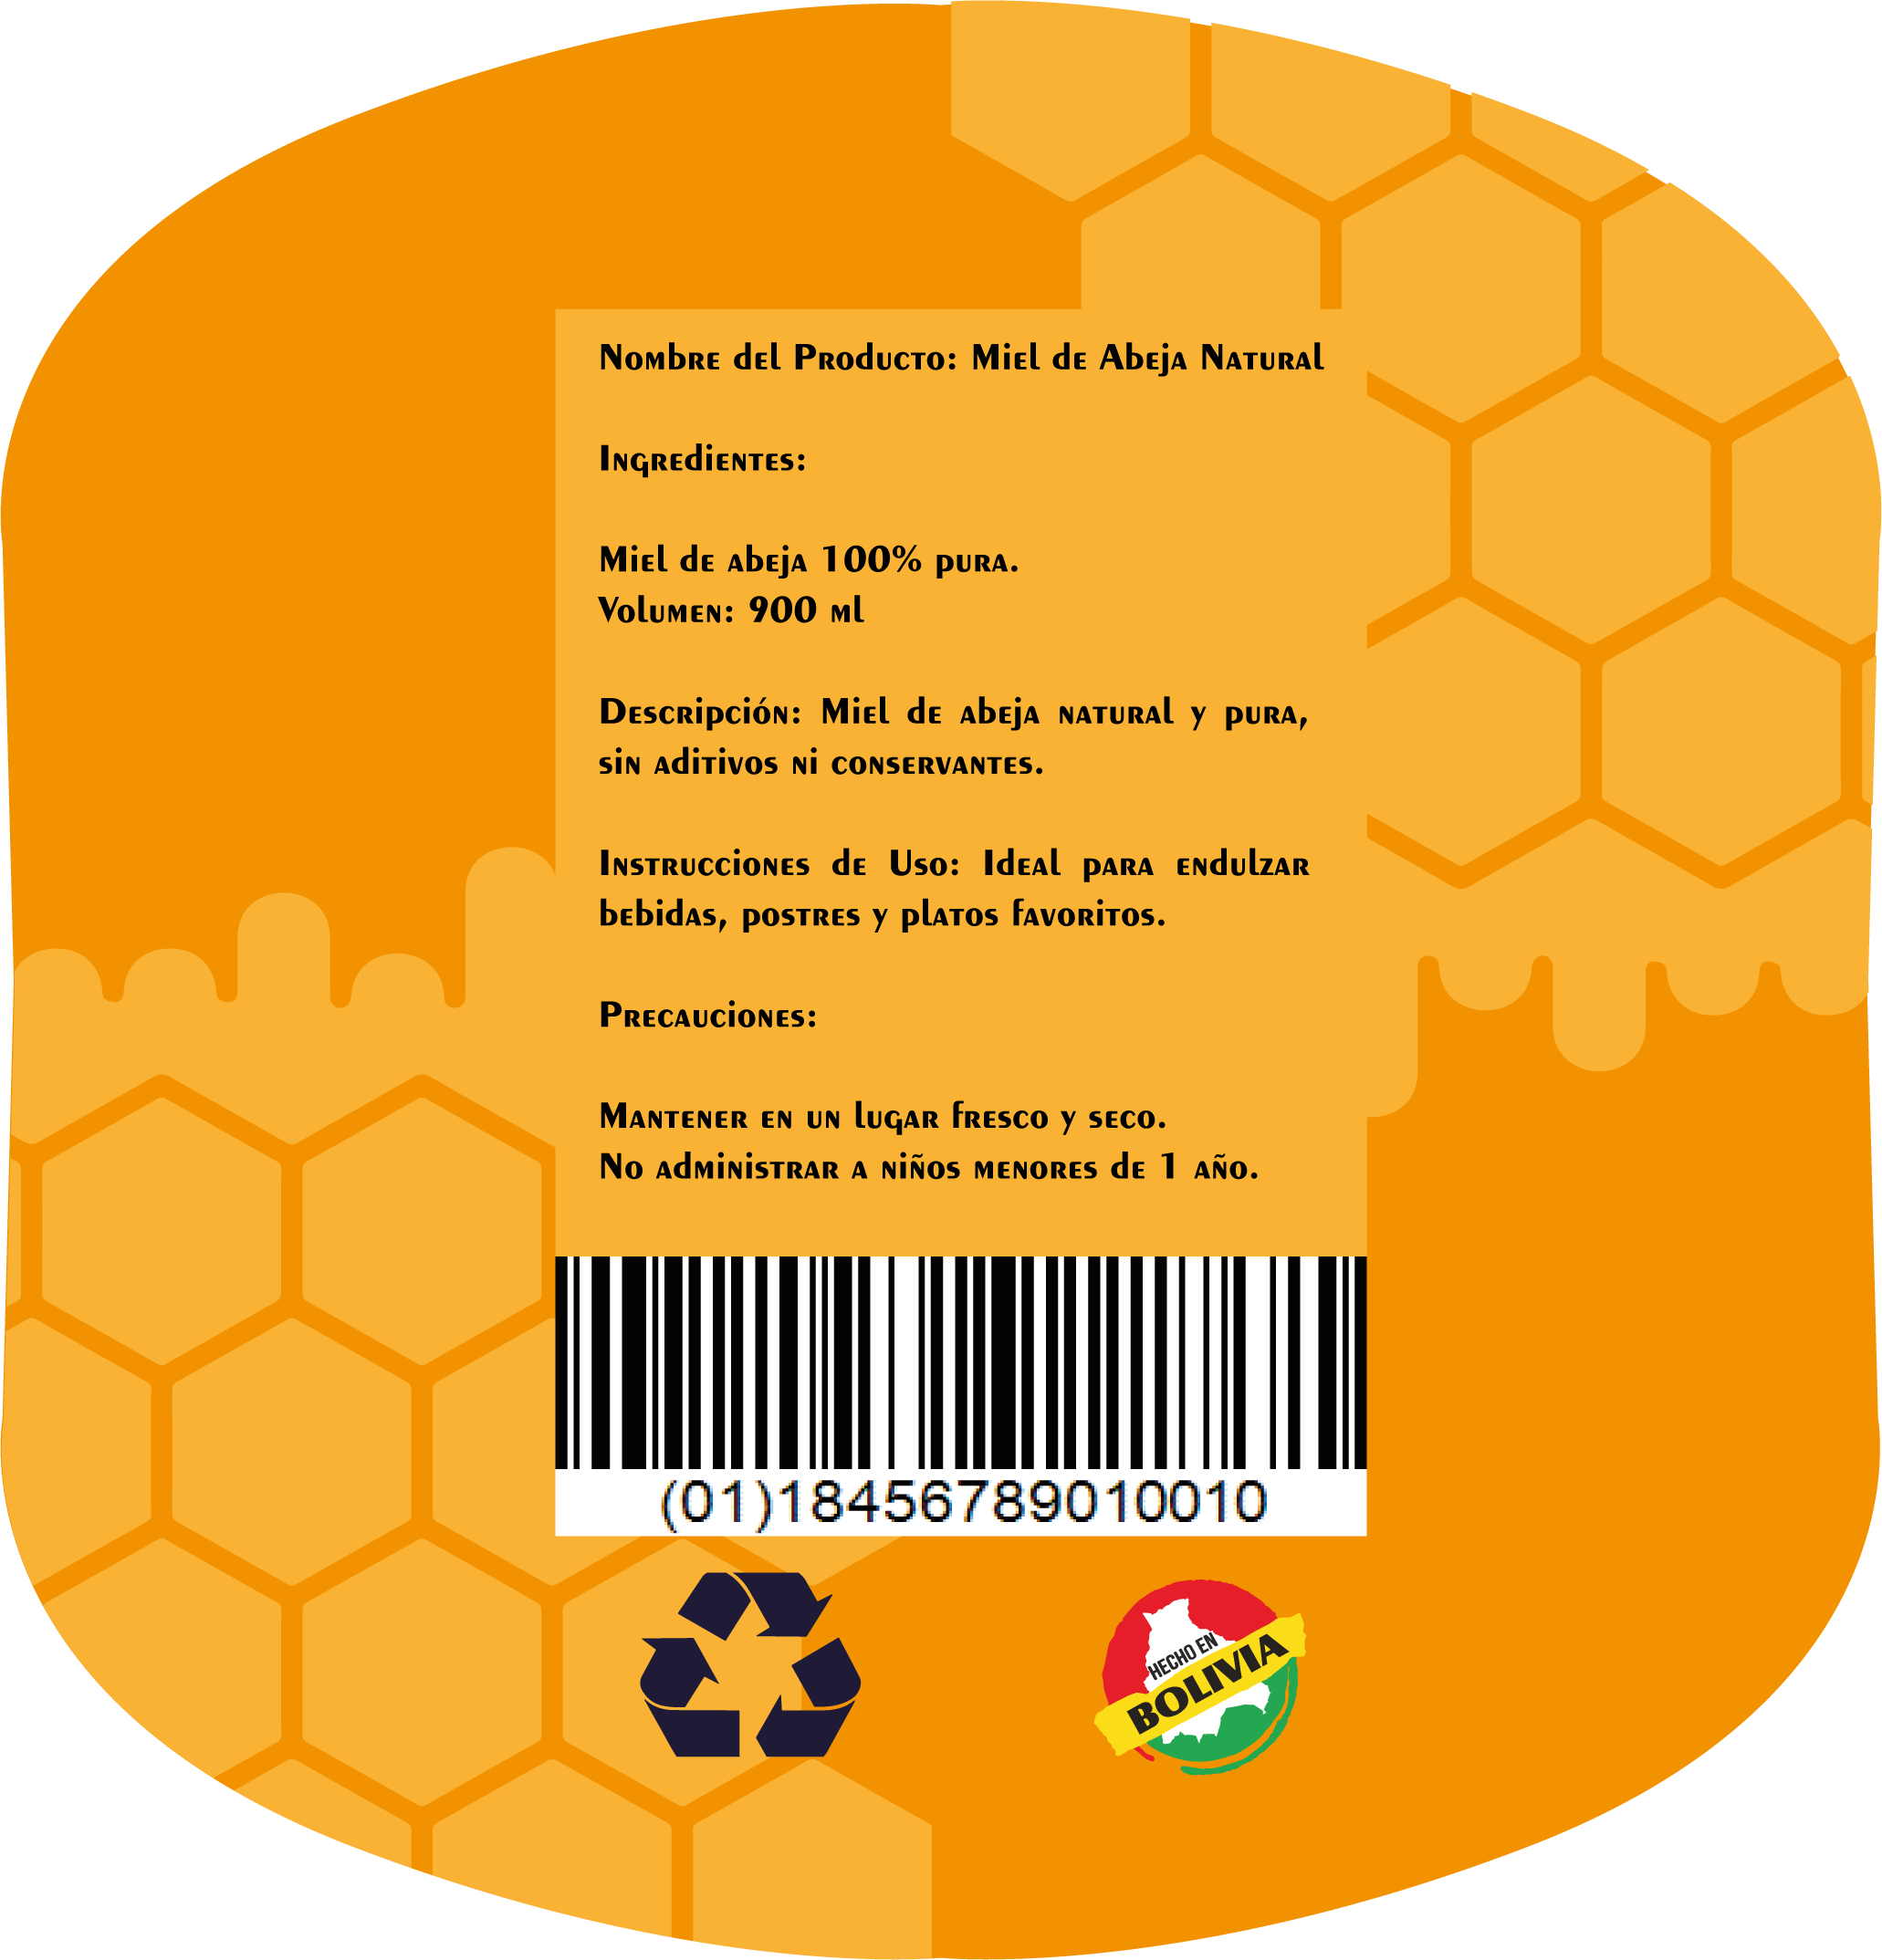 Nombre del Producto: Miel de Abeja Natural
Ingredientes:
Miel de abeja 100% pura.
Volumen: 900 ml
Descripción: Miel de abeja natural y pura,
sin aditivos ni conservantes.
Instrucciones de Uso: Ideal para endulzar
bebidas, postres y platos favoritos.
Precauciones:
Mantener en un lugar fresco y seco.
No administrar a niños menores de 1 año.
(01)18456789010010
HECHO EN
BOLIVIA